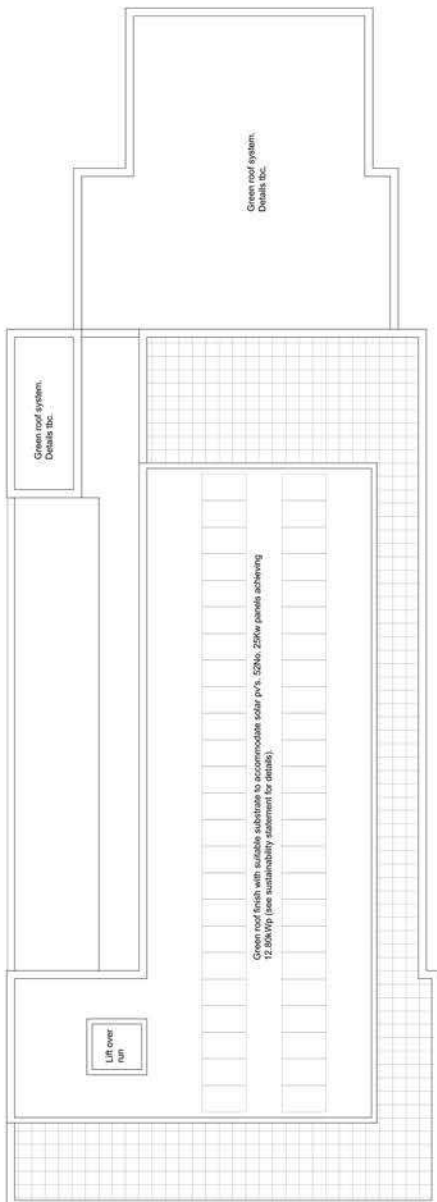 Green roof system.
Details tbc.
Green roof system.
Details tbc.
Green roof finish with suitable substrate to accommodate solar pv's. 52No. 25Kw panels achieving
12.80kWp (see sustainability statement for details).
Lift over
run